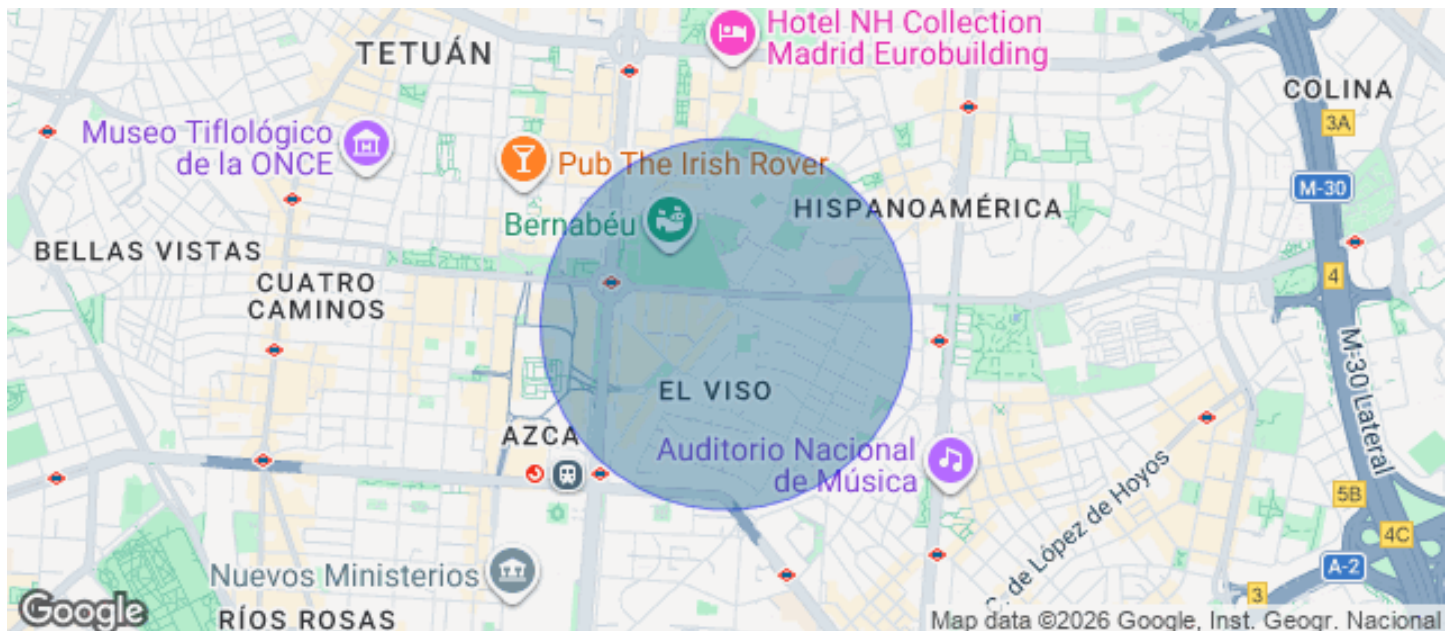 Hotel NH Collection
Madrid Eurobuilding
TETUÁN
COLINA
3A
Museo Tiflológico
de la ONCE
Pub The Irish Rover
M-30
HISPANOAMÉRICA
Bernabéu
BELLAS VISTAS
CUATRO
CAMINOS
4
M-30 Lateral
EL VISO
AZCA
Auditorio Nacional
de Música
C. de López de Hoyos
5B
4C
A-2
3
Nuevos Ministerios
RÍOS ROSAS
Google
Map data ©2026 Google, Inst. Geogr. Nacional